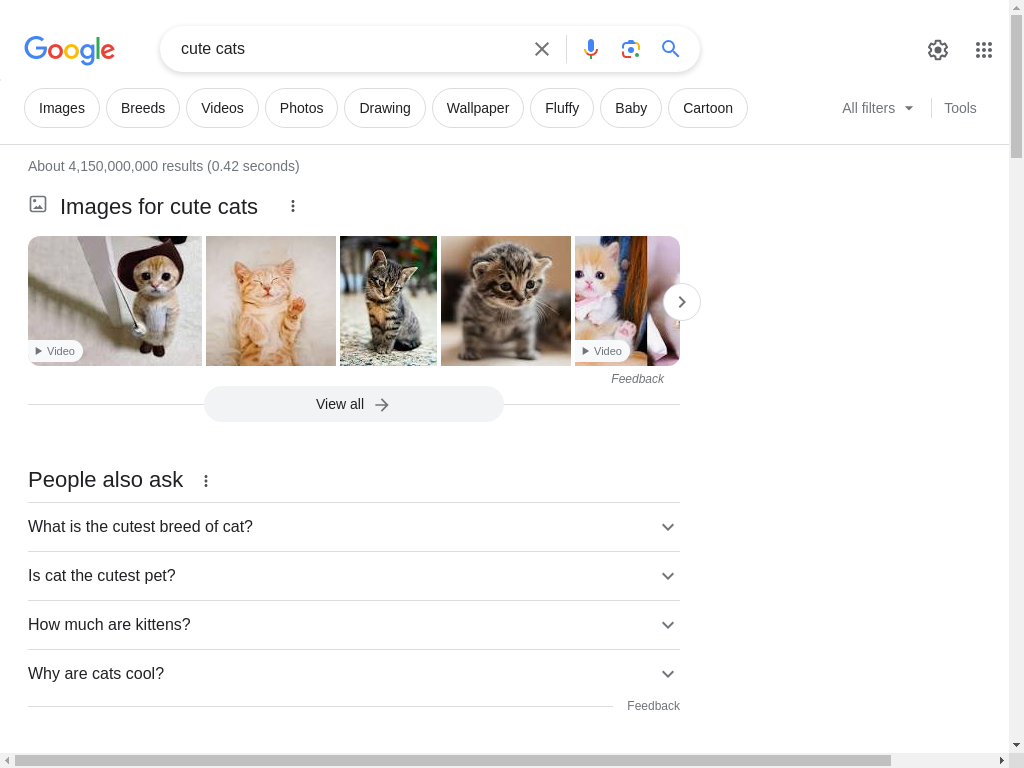 Google
cute cats
Images Breeds Videos Photos Drawing Wallpaper Fluffy Baby Cartoon All filters Tools
About 4,150,000,000 results (0.42 seconds)
Images for cute cats
Video Video
Feedback
View all
People also ask
What is the cutest breed of cat?
Is cat the cutest pet?
How much are kittens?
Why are cats cool?
Feedback